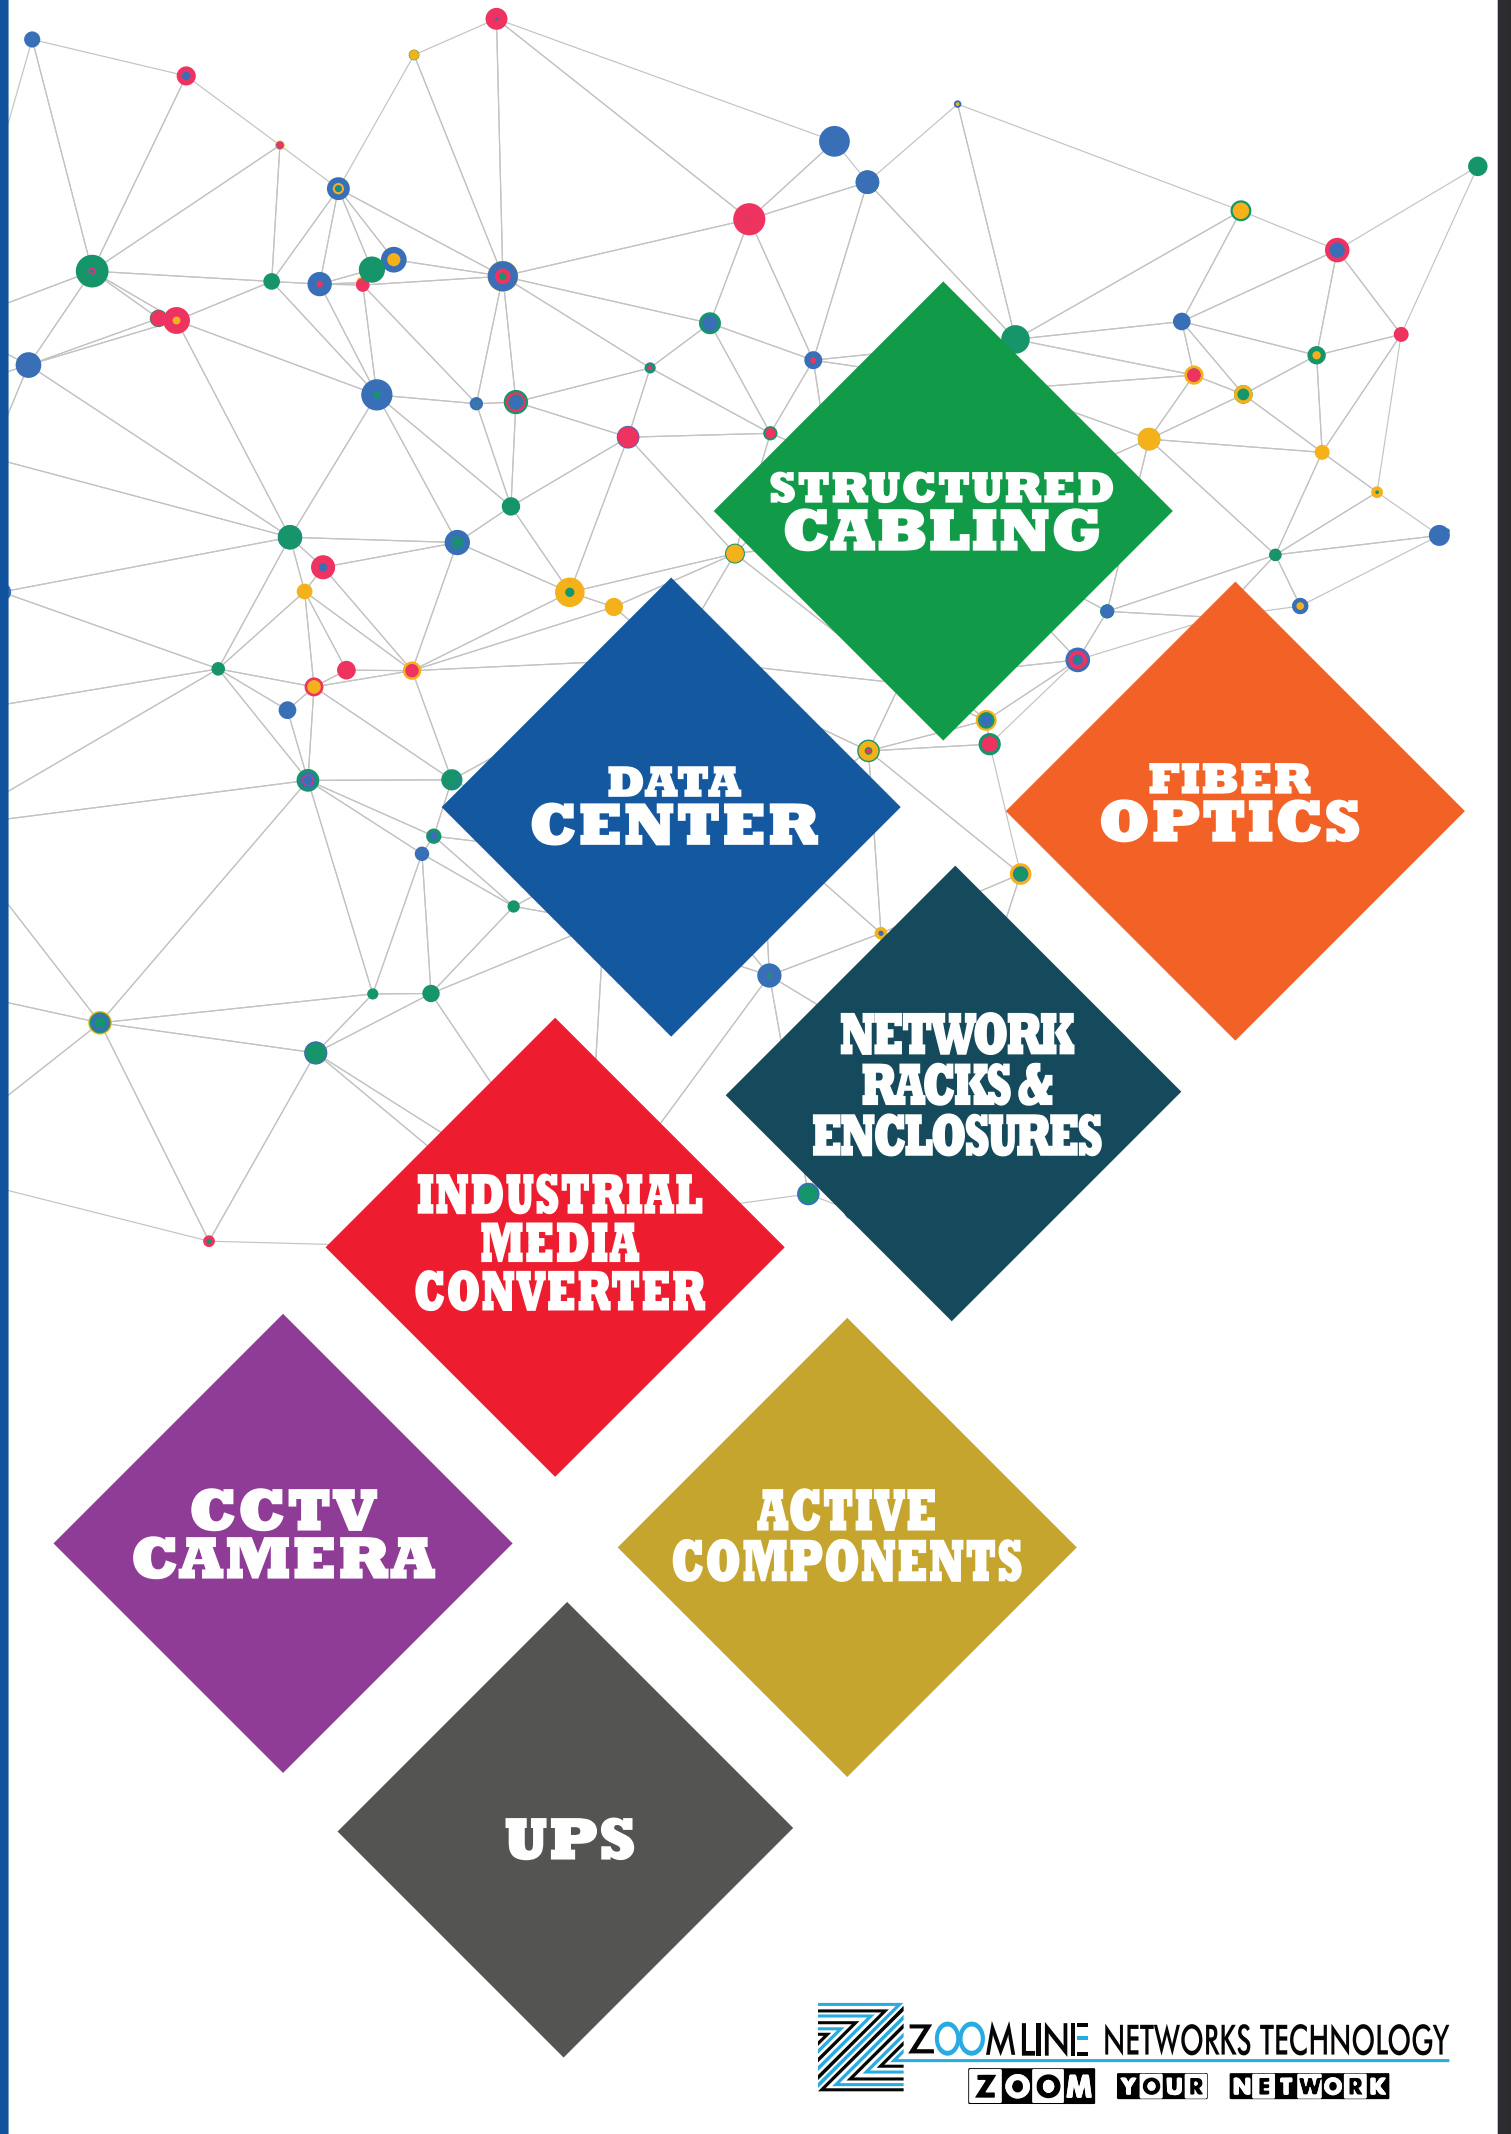 STRUCTURED
CABLING
DATA
CENTER
FIBER
OPTICS
NETWORK
RACKS &
ENCLOSURES
INDUSTRIAL
MEDIA
CONVERTER
CCTV
CAMERA
ACTIVE
COMPONENTS
UPS
ZOOMLINE NETWORKS TECHNOLOGY
ZOOM YOUR NETWORK